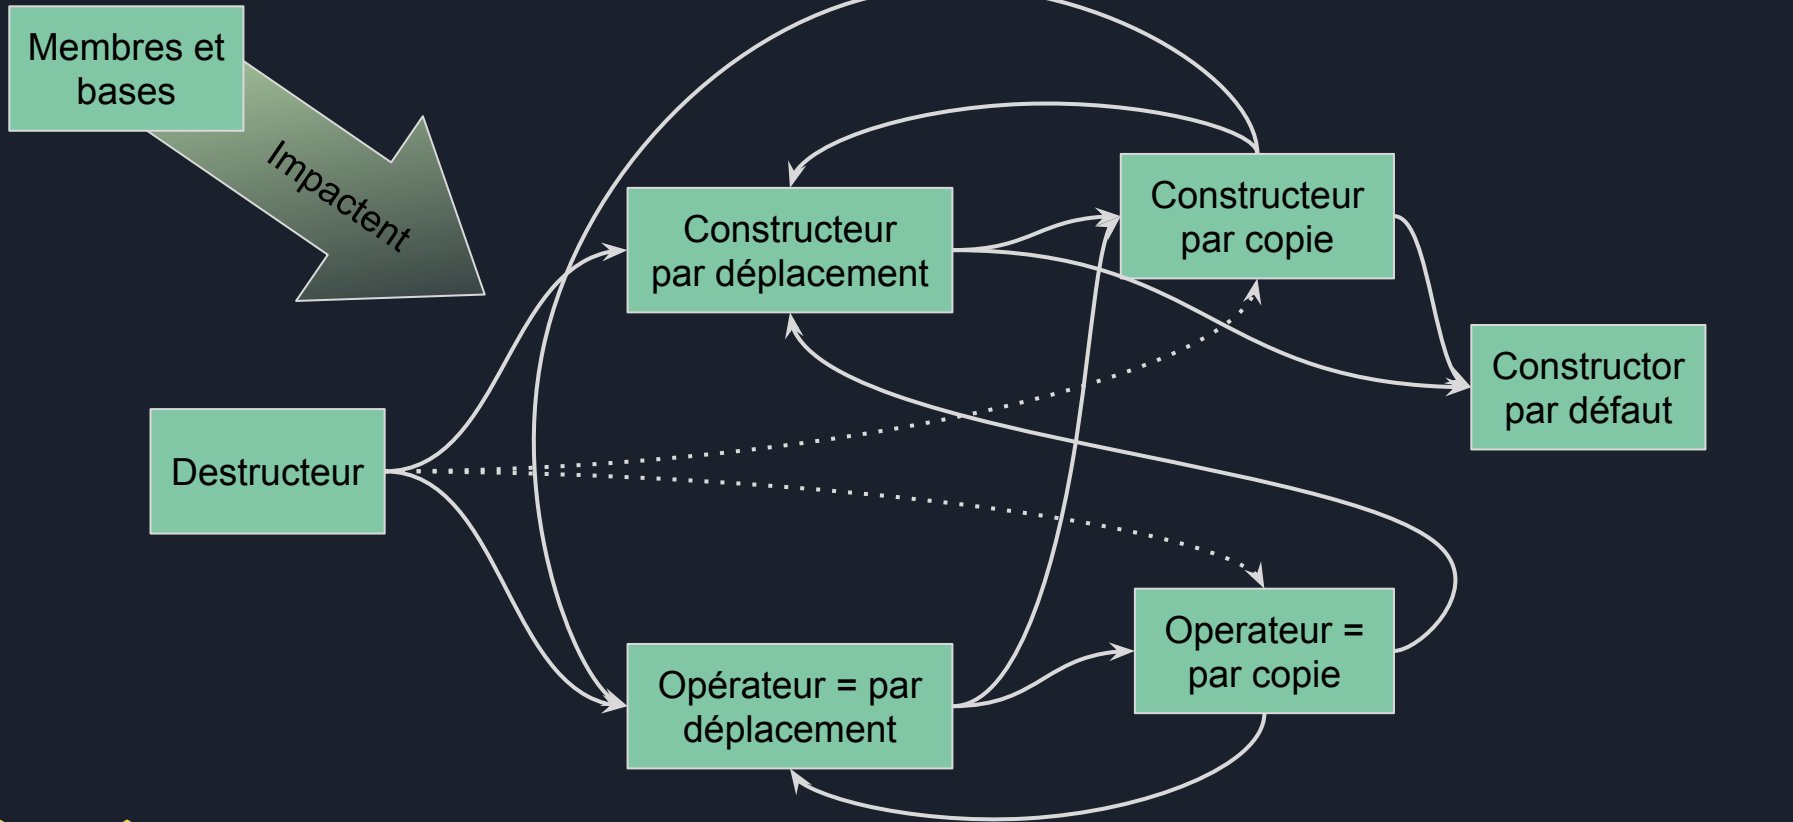 Membres et
bases
Impactent
Constructeur
par copie
Constructeur
par déplacement
Constructor
par défaut
Destructeur
Operateur =
par copie
Opérateur = par
déplacement